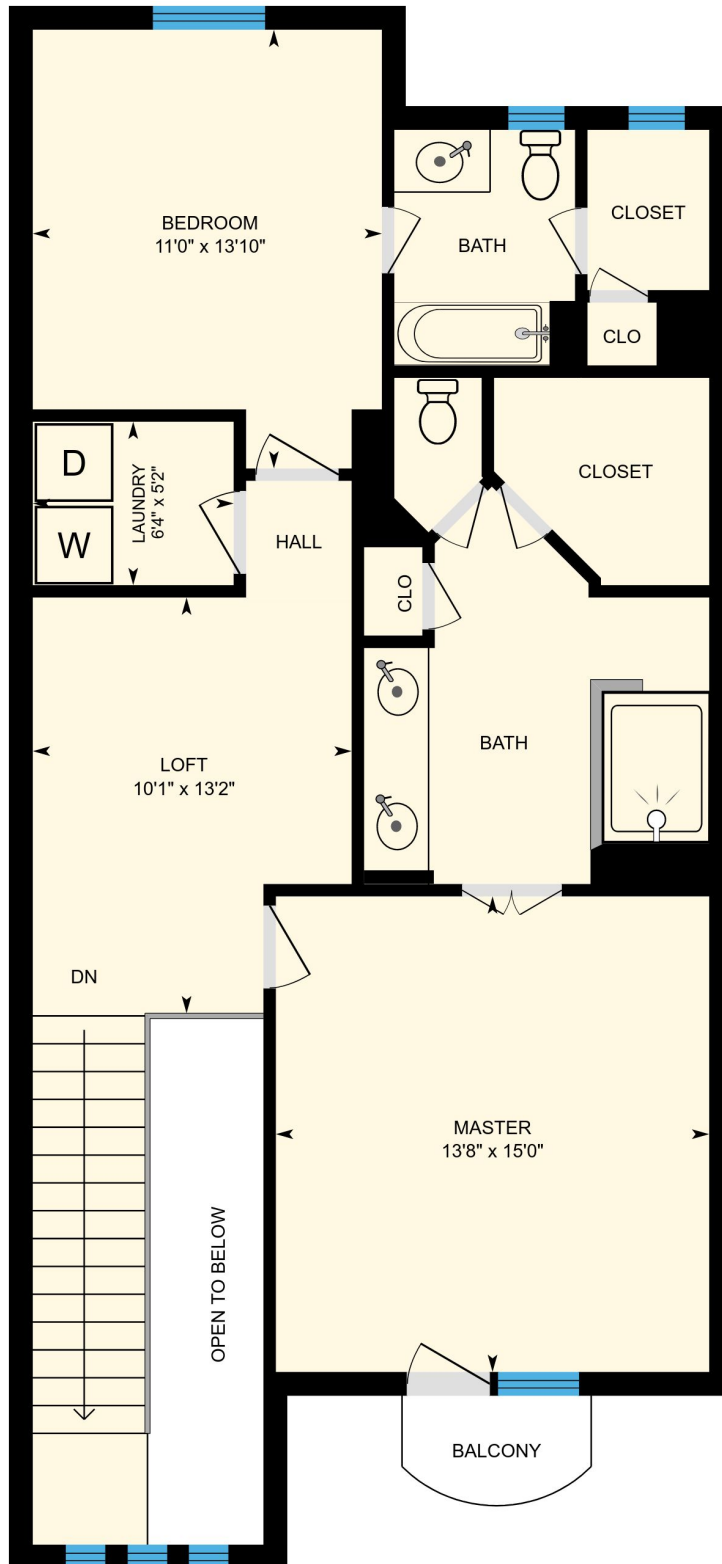 BEDROOM
11'0" x 13'10"
BATH
CLOSET
CLO
D
W
LAUNDRY
6'4" x 5'2"
HALL
CLOSET
CLO
LOFT
10'1" x 13'2"
BATH
DN
MASTER
13'8" x 15'0"
OPEN TO BELOW
BALCONY